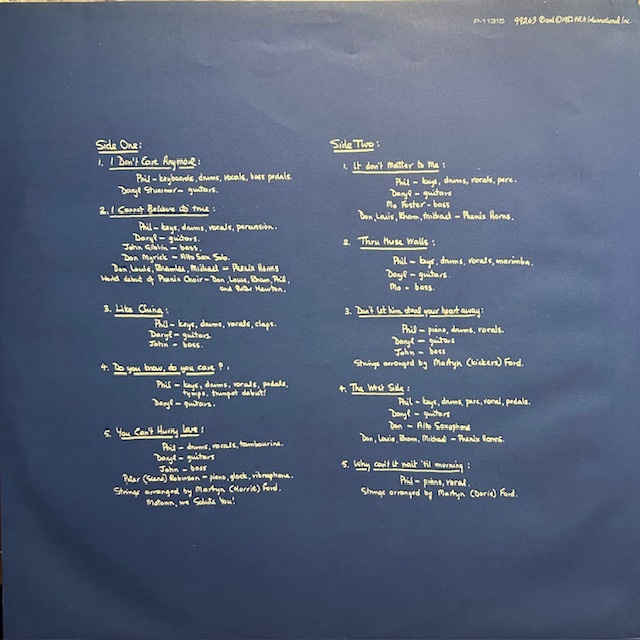 P-11315 99263 ℗ and © 1982 WEA International Inc
Side One:
1. I Don't Care Anymore:
Phil - keyboards, drums, vocals, bass pedals.
Daryl Stuermer - guitars.
2. I Cannot Believe it's true:
Phil - keys, drums, vocals, percussion.
Daryl - guitars.
John Giblin - bass.
Don Myrick - Alto Sax Solo.
Don, Louis, Rhamlee, Michael - Phenix Horns
World debut of Phenix Choir - Don, Louis, Rham, Phil,
and Peter Newton.
3. Like China:
Phil - keys, drums, vocals, claps.
Daryl - guitars.
John - bass.
4. Do you know, do you care?:
Phil - keys, drums, vocals, pedals,
tymps, trumpet debut!
Daryl - guitars.
5. You Can't Hurry Love:
Phil - drums, vocals, tambourine.
Daryl - guitars
John - bass
Peter Robinson - piano, glock, vibraphone.
Strings arranged by Martyn (Norrie) Ford.
Motown, we Salute You!
Side Two:
1. It don't matter to Me:
Phil - keys, drums, vocals, perc.
Daryl - guitars
Mo Foster - bass
Don, Louis, Rham, Michael - Phenix Horns.
2. Thru these Walls:
Phil - keys, drums, vocals, marimba.
Daryl - guitars.
Mo - bass.
3. Don't let him steal your heart away:
Phil - piano, drums, vocals.
Daryl - guitars
John - bass
Strings arranged by Martyn (kickers) Ford.
4. The West Side:
Phil - keys, drums, perc, vocal, pedals.
Daryl - guitars
Don - Alto Saxophone
Don, Louis, Rham, Michael - Phenix Horns.
5. Why can't it wait 'til morning:
Phil - piano, vocal.
Strings arranged by Martyn (Doris) Ford.